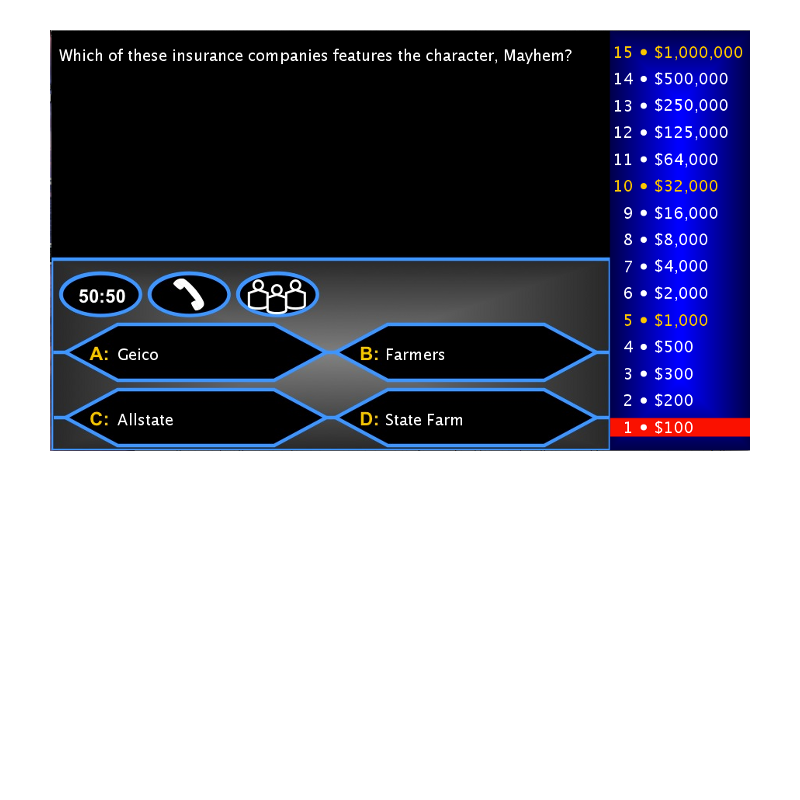 Which of these insurance companies features the character, Mayhem?
15 • $1,000,000
14 • $500,000
13 • $250,000
12 • $125,000
11 • $64,000
10 • $32,000
9 • $16,000
8 • $8,000
7 • $4,000
6 • $2,000
5 • $1,000
4 • $500
3 • $300
2 • $200
1 • $100
50:50
A: Geico
B: Farmers
C: Allstate
D: State Farm